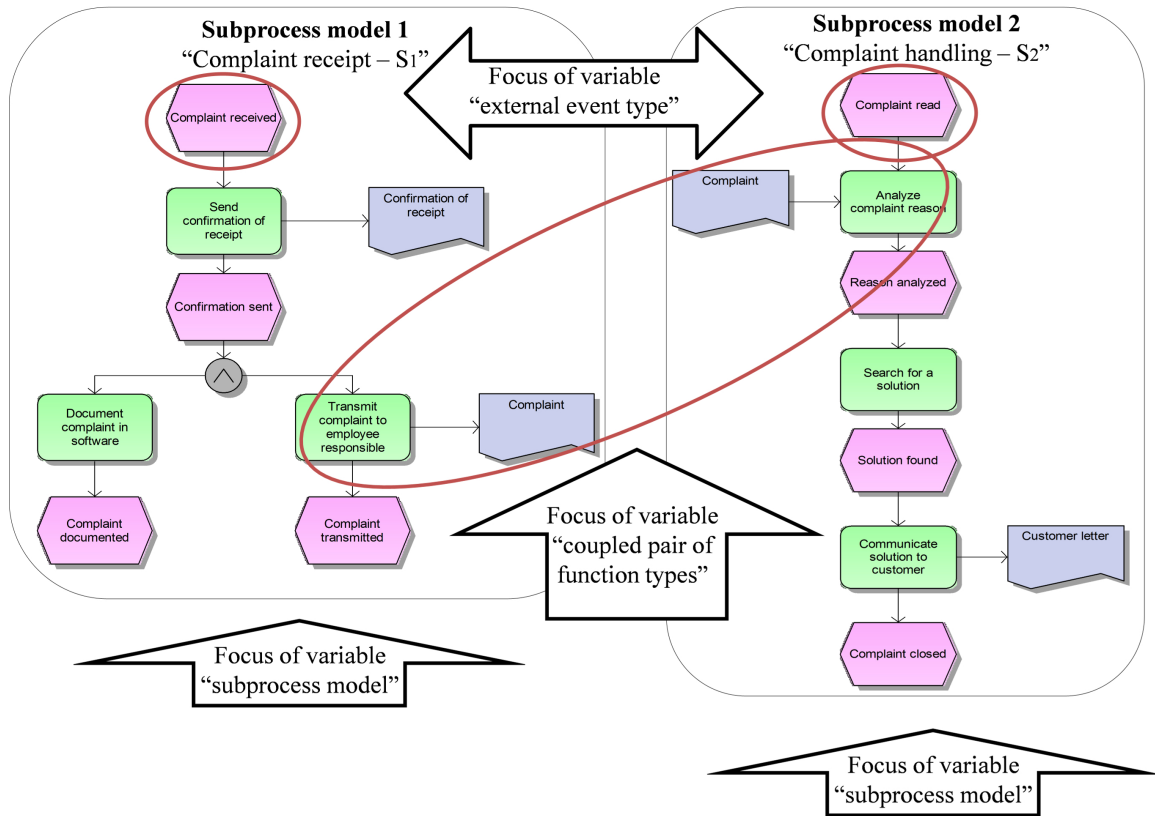 Subprocess model 1
“Complaint receipt – S1”
Complaint received
Send
confirmation of
receipt
Confirmation of
receipt
Confirmation sent
Document
complaint in
software
Transmit
complaint to
employee
responsible
Complaint
Complaint
documented
Complaint
transmitted
Focus of variable
“external event type”
Subprocess model 2
“Complaint handling – S2”
Complaint read
Complaint
Analyze
complaint reason
Reason analyzed
Search for a
solution
Solution found
Communicate
solution to
customer
Customer letter
Complaint closed
Focus of variable
“coupled pair of
function types”
Focus of variable
“subprocess model”
Focus of variable
“subprocess model”